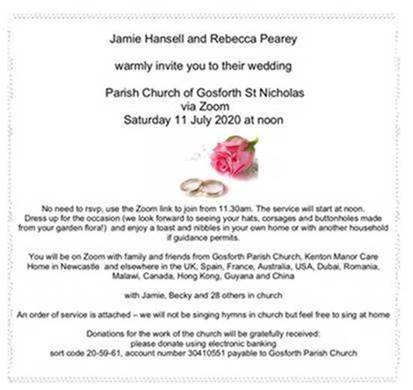 Jamie Hansell and Rebecca Pearey
warmly invite you to their wedding
Parish Church of Gosforth St Nicholas
via Zoom
Saturday 11 July 2020 at noon
No need to rsvp, use the Zoom link to join from 11.30am. The service will start at noon.
Dress up for the occasion (we look forward to seeing your hats, corsages and buttonholes made
from your garden flora!) and enjoy a toast and nibbles in your own home or with another household
if guidance permits.
You will be on Zoom with family and friends from Gosforth Parish Church, Kenton Manor Care
Home in Newcastle and elsewhere in the UK, Spain, France, Australia, USA, Dubai, Romania,
Malawi, Canada, Hong Kong, Guyana and China
with Jamie, Becky and 28 others in church
An order of service is attached – we will not be singing hymns in church but feel free to sing at home
Donations for the work of the church will be gratefully received:
please donate using electronic banking
sort code 20-59-61, account number 30410551 payable to Gosforth Parish Church